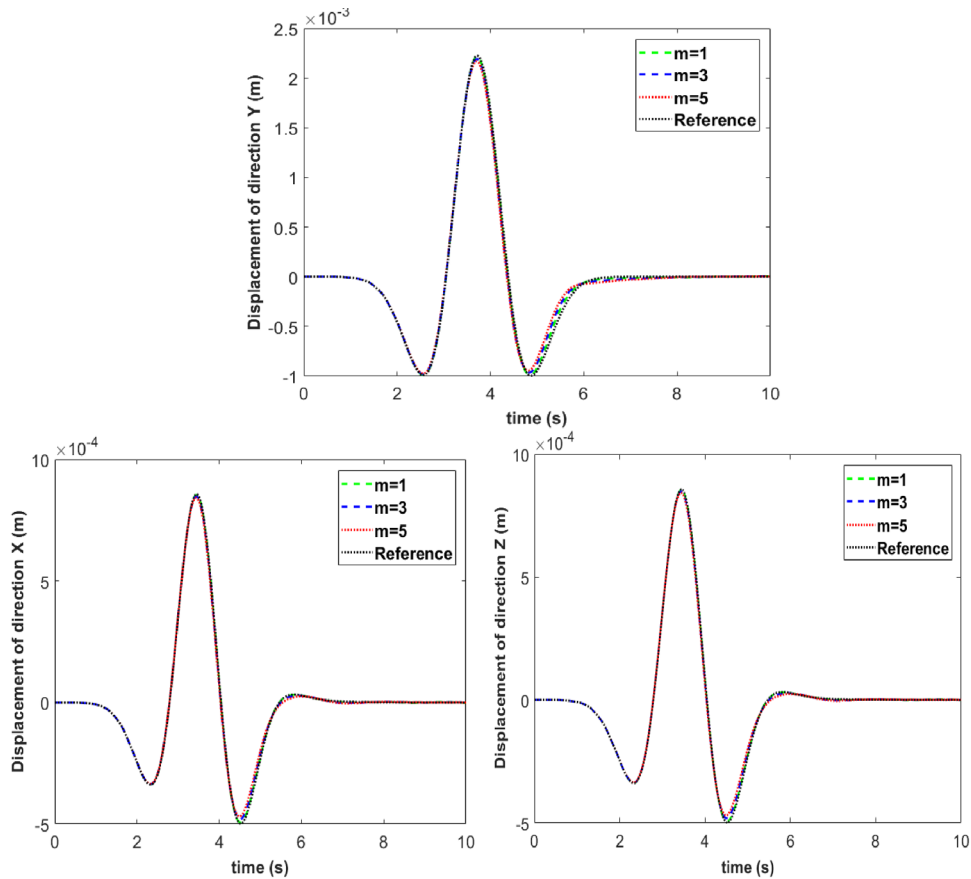 ×10-3
2.5
2
1.5
1
0.5
0
-0.5
-1
Displacement of direction Y (m)
m=1
m=3
m=5
Reference
0 2 4 6 8 10
time (s)
×10-4
10
5
0
-5
Displacement of direction X (m)
m=1
m=3
m=5
Reference
0 2 4 6 8 10
time (s)
×10-4
10
5
0
-5
Displacement of direction Z (m)
m=1
m=3
m=5
Reference
0 2 4 6 8 10
time (s)